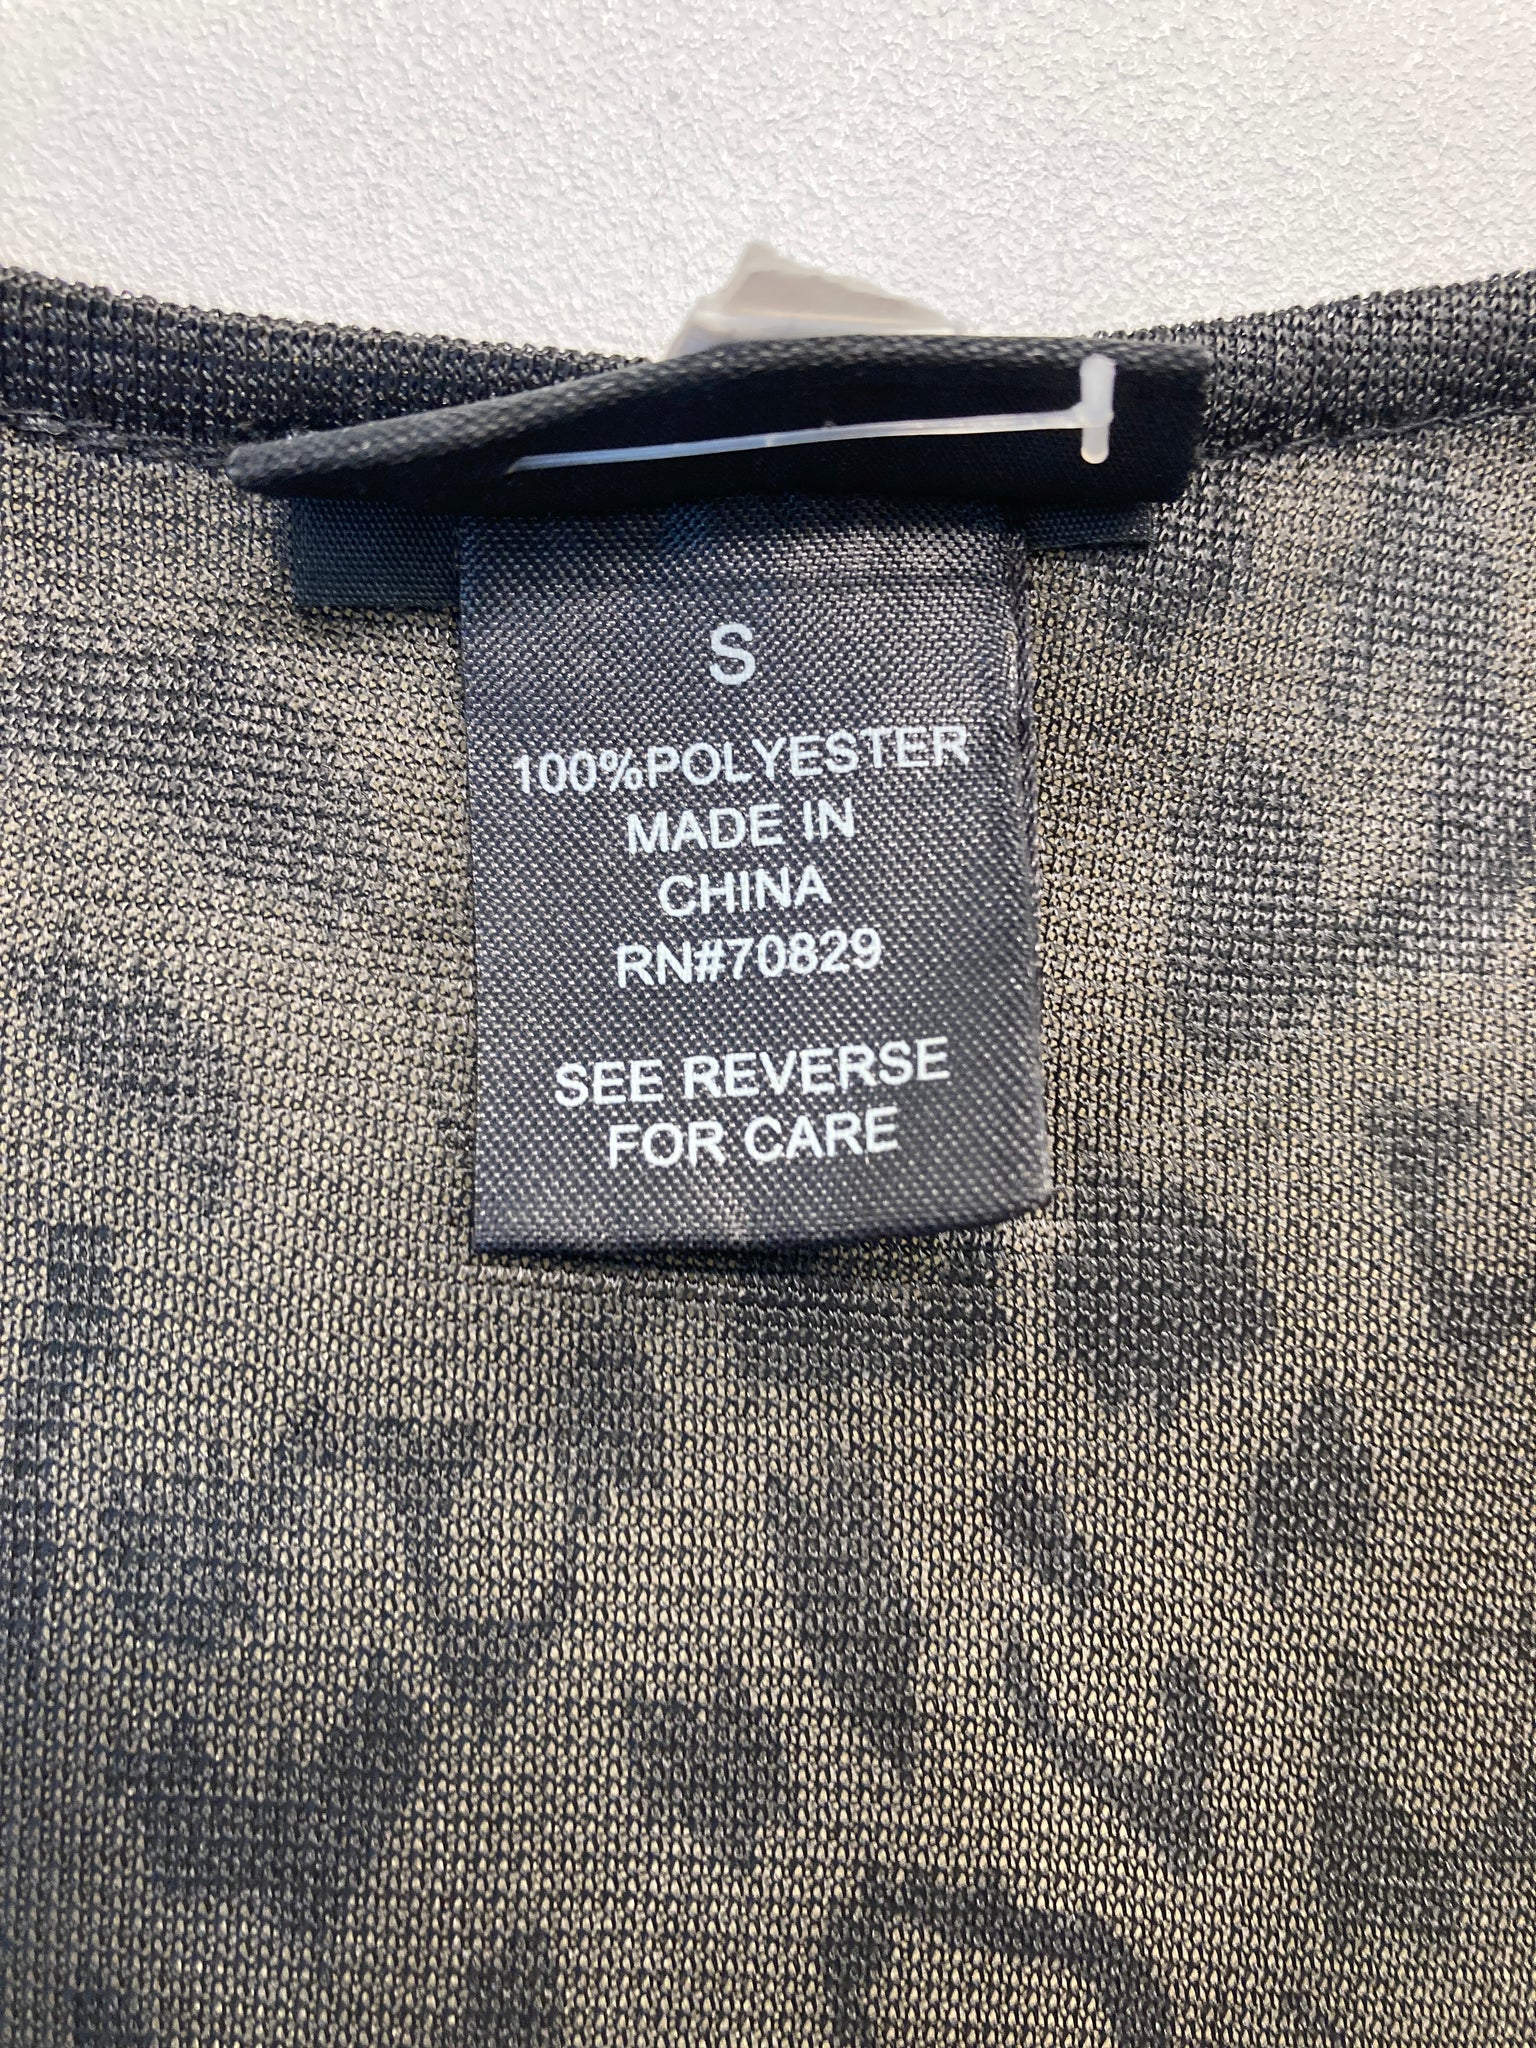 S
100%POLYESTER
MADE IN
CHINA
RN#70829
SEE REVERSE
FOR CARE